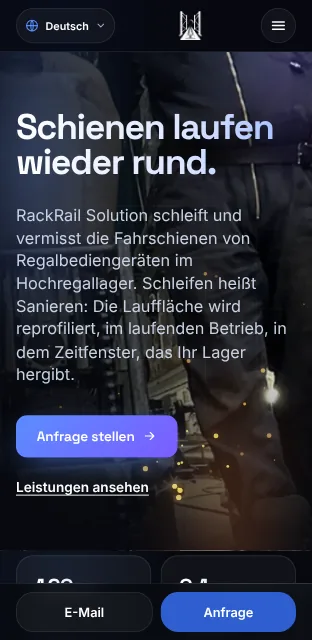 Deutsch
Schienen laufen
wieder rund.
RackRail Solution schleift und
vermisst die Fahrschienen von
Regalbediengeräten im
Hochregallager. Schleifen heißt
Sanieren: Die Lauffläche wird
reprofiliert, im laufenden Betrieb, in
dem Zeitfenster, das Ihr Lager
hergibt.
Anfrage stellen →
Leistungen ansehen
E-Mail
Anfrage